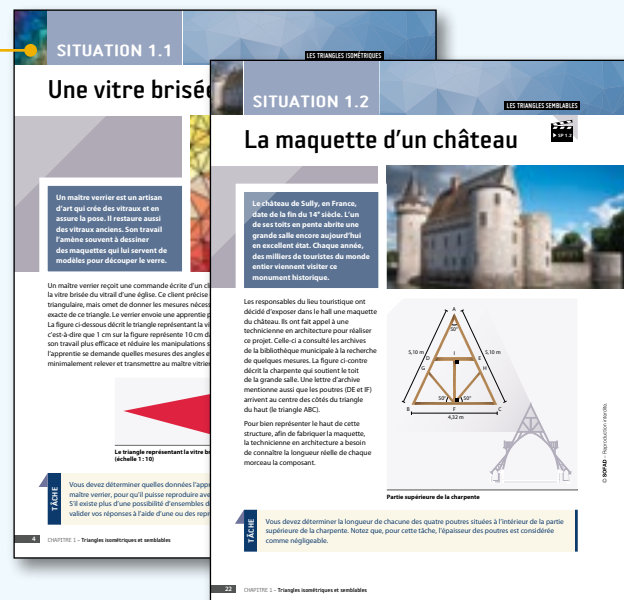 SITUATION 1.1
LES TRIANGLES ISOMÉTRIQUES
Une vitre brisée
Un maître verrier est un artisan
d'art qui crée des vitraux et en
assure la pose. Il restaure aussi
des vitraux anciens. Son travail
l'amène souvent à dessiner
des maquettes qui lui servent de
modèles pour découper le verre.
Un maître verrier reçoit une commande écrite d'un cl
la vitre brisée du vitrail d'une église. Ce client précise
triangulaire, mais omet de donner les mesures nécess
exacte de ce triangle. Le verrier envoie une apprentie p
La figure ci-dessous décrit le triangle représentant la vi
c'est-à-dire que 1 cm sur la figure représente 10 cm da
son travail plus efficace et réduire les manipulations s
l'apprentie se demande quelles mesures des angles e
minimalement relever et transmettre au maître vitrier
Le triangle représentant la vitre br
(échelle 1 : 10)
TÂCHE
Vous devez déterminer quelles données l'appr
maître verrier, pour qu'il puisse reproduire ave
S'il existe plus d'une possibilité d'ensembles d
valider vos réponses à l'aide d'une ou des repr
4 CHAPITRE 1 – Triangles isométriques et semblables
SITUATION 1.2
LES TRIANGLES SEMBLABLES
La maquette d'un château
SP 1.2
Le château de Sully, en France,
date de la fin du 14e siècle. L'un
de ses toits en pente abrite une
grande salle encore aujourd'hui
en excellent état. Chaque année,
des milliers de touristes du monde
entier viennent visiter ce
monument historique.
Les responsables du lieu touristique ont
décidé d'exposer dans le hall une maquette
du château. Ils ont fait appel à une
technicienne en architecture pour réaliser
ce projet. Celle-ci a consulté les archives
de la bibliothèque municipale à la recherche
de quelques mesures. La figure ci-contre
décrit la charpente qui soutient le toit
de la grande salle. Une lettre d'archive
mentionne aussi que les poutres (DE et IF)
arrivent au centre des côtés du triangle
du haut (le triangle ABC).
Pour bien représenter le haut de cette
structure, afin de fabriquer la maquette,
la technicienne en architecture a besoin
de connaître la longueur réelle de chaque
morceau la composant.
A
50°
5,10 m
5,10 m
D
I
E
G
H
50°
50°
B
F
C
4,32 m
Partie supérieure de la charpente
© SOFAD - Reproduction interdite.
TÂCHE
Vous devez déterminer la longueur de chacune des quatre poutres situées à l'intérieur de la partie
supérieure de la charpente. Notez que, pour cette tâche, l'épaisseur des poutres est considérée
comme négligeable.
22 CHAPITRE 1 – Triangles isométriques et semblables